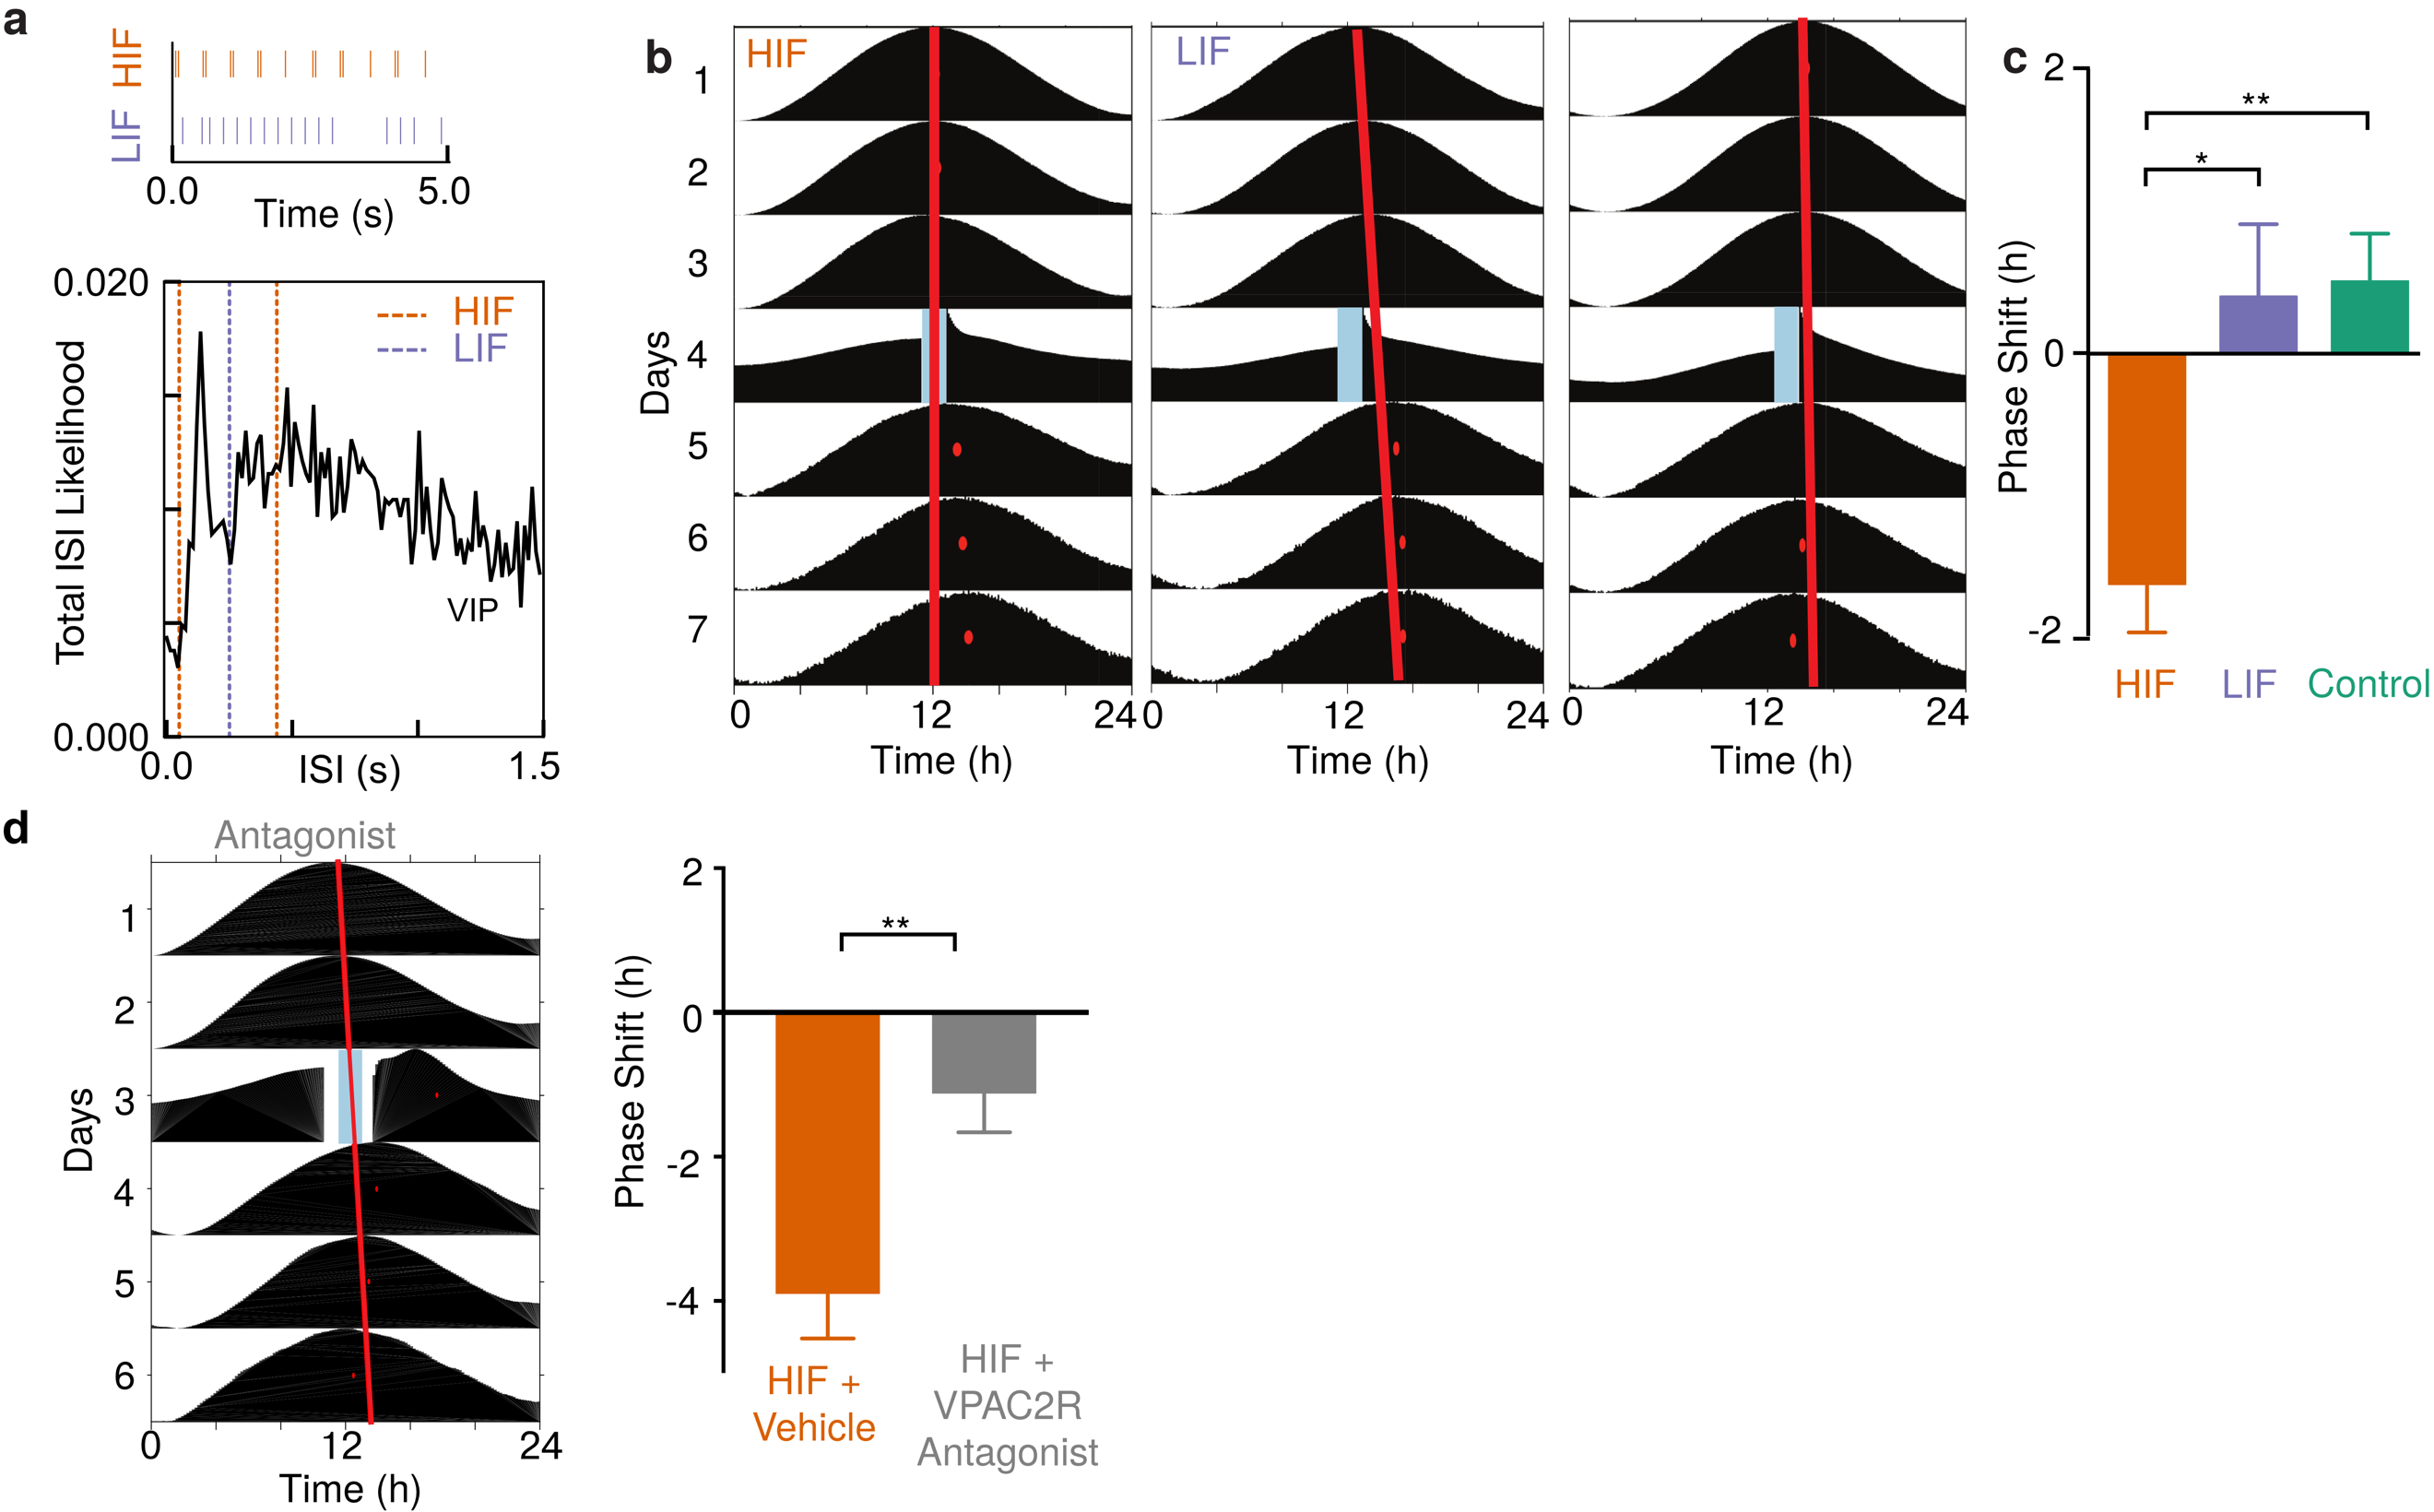 a
HIF
LIF
0.0
5.0
Time (s)
0.020
HIF
LIF
Total ISI Likelihood
VIP
0.000
0.0
ISI (s)
1.5
b
HIF
LIF
1
2
3
4
5
6
7
Days
0
12
24
0
12
24
0
12
24
Time (h)
Time (h)
Time (h)
c
2
**
*
Phase Shift (h)
0
-2
HIF
LIF
Control
d
Antagonist
1
2
3
4
5
6
Days
0
12
24
Time (h)
2
**
Phase Shift (h)
0
-2
-4
HIF +
Vehicle
HIF +
VPAC2R
Antagonist